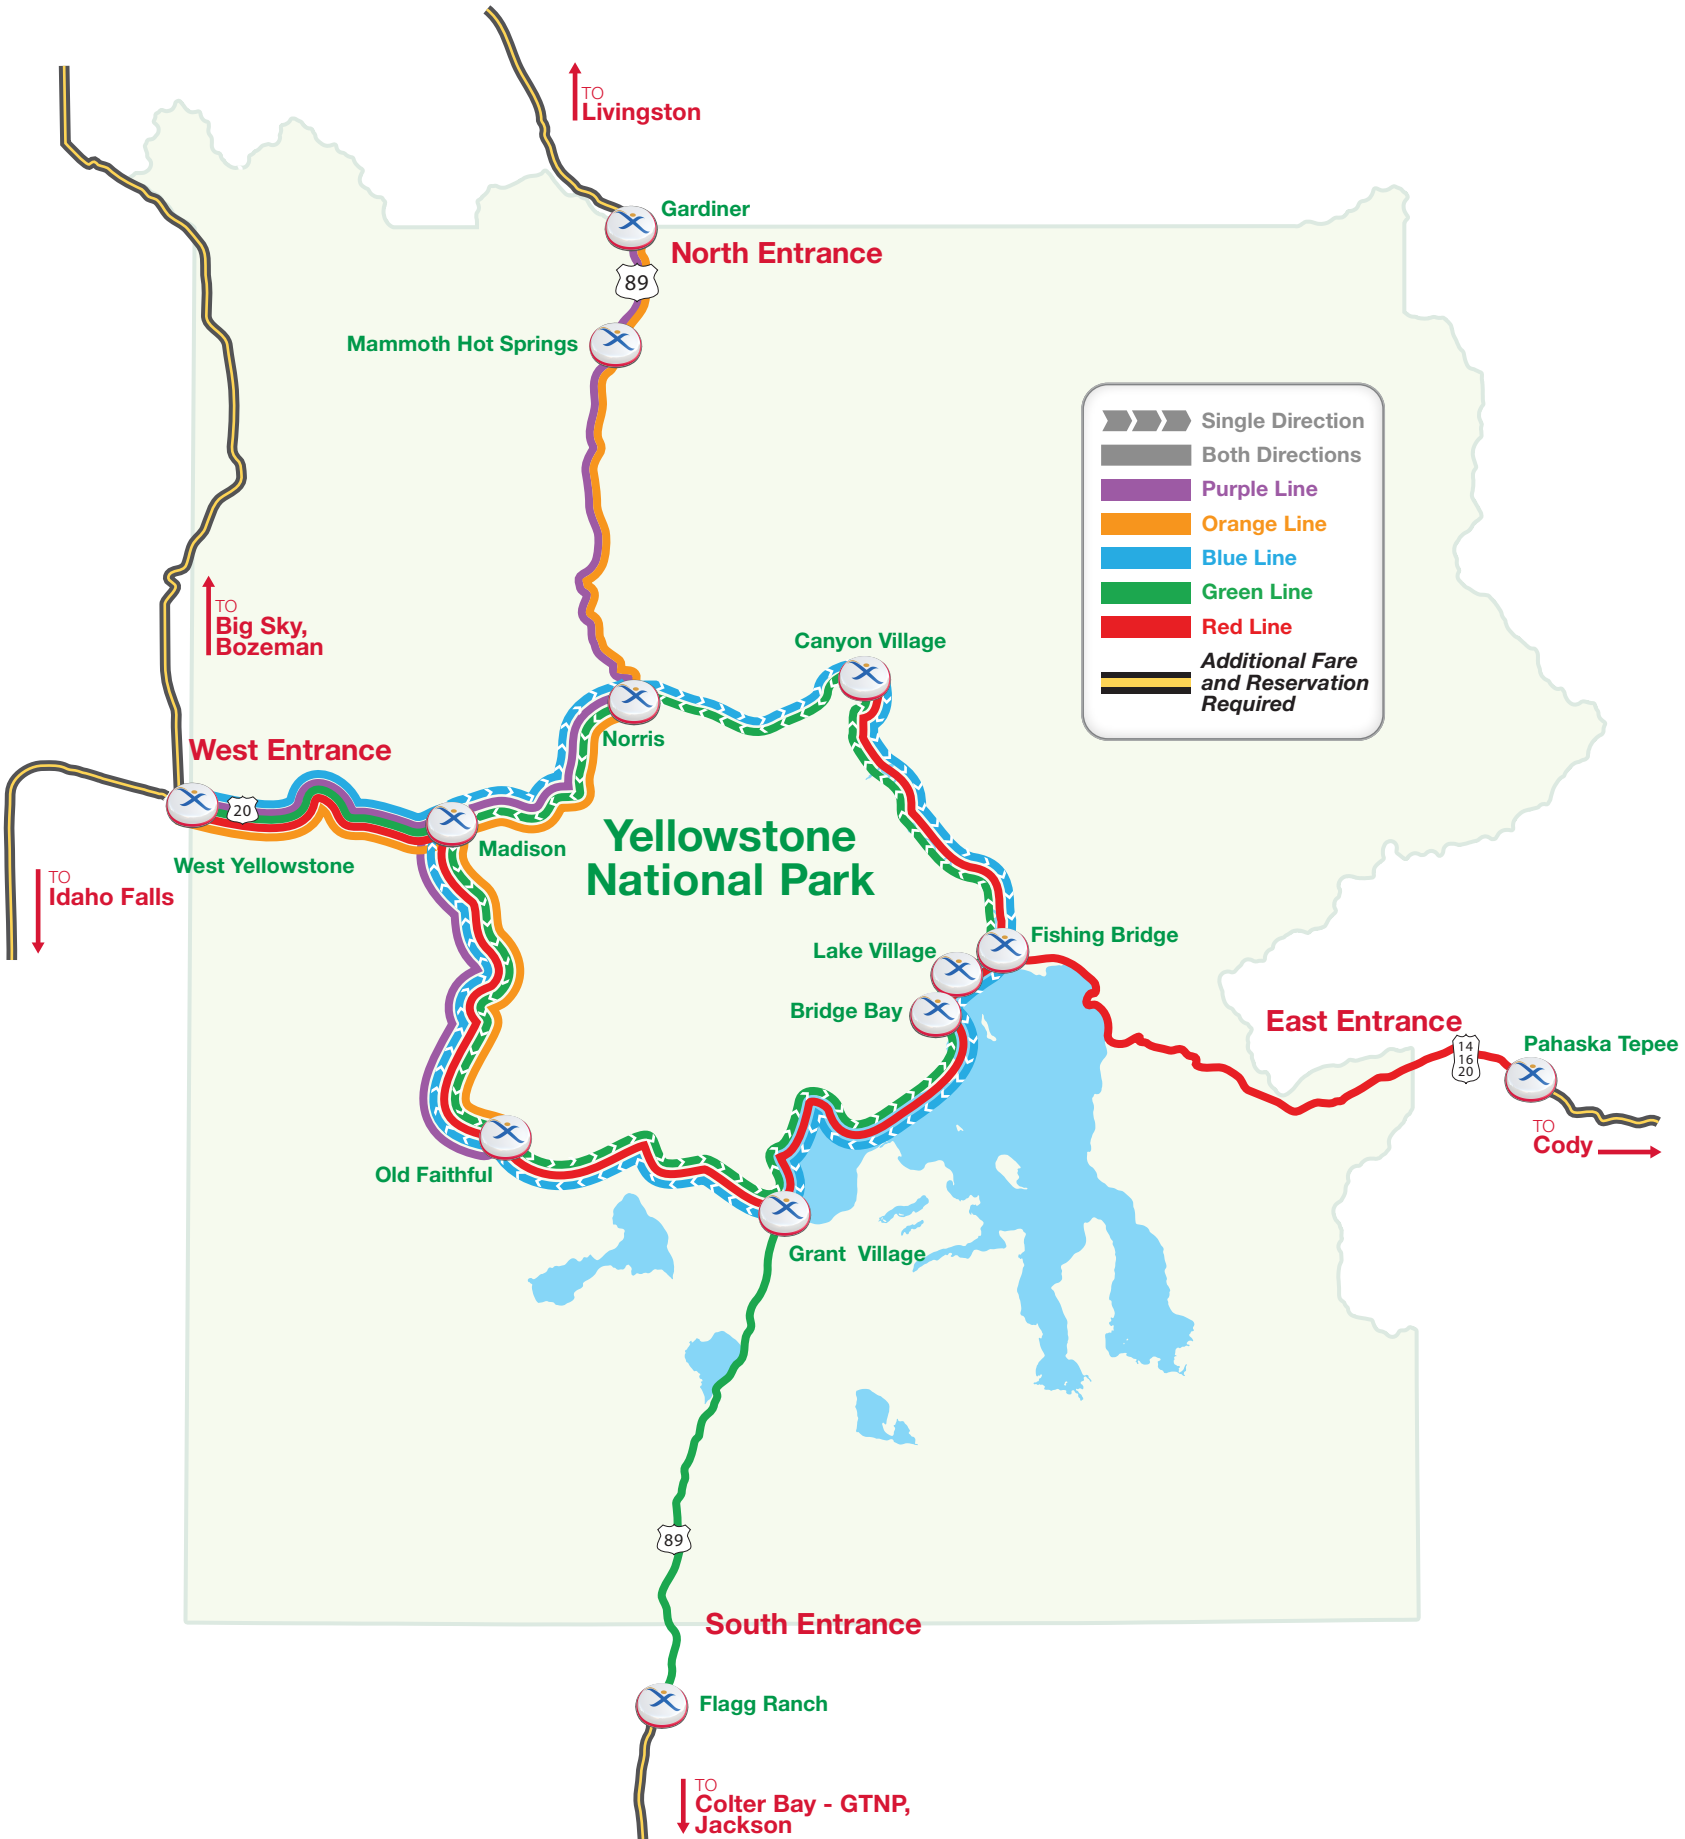 TO
Livingston
Gardiner
North Entrance
89
Mammoth Hot Springs
Single Direction
Both Directions
Purple Line
Orange Line
Blue Line
Green Line
Red Line
Additional Fare
and Reservation
Required
TO
Big Sky,
Bozeman
Canyon Village
Norris
West Entrance
20
West Yellowstone
Madison
Yellowstone
National Park
TO
Idaho Falls
Fishing Bridge
Lake Village
Bridge Bay
East Entrance
14
16
20
Pahaska Tepee
TO
Cody
Old Faithful
Grant Village
89
South Entrance
Flagg Ranch
TO
Colter Bay - GTNP,
Jackson